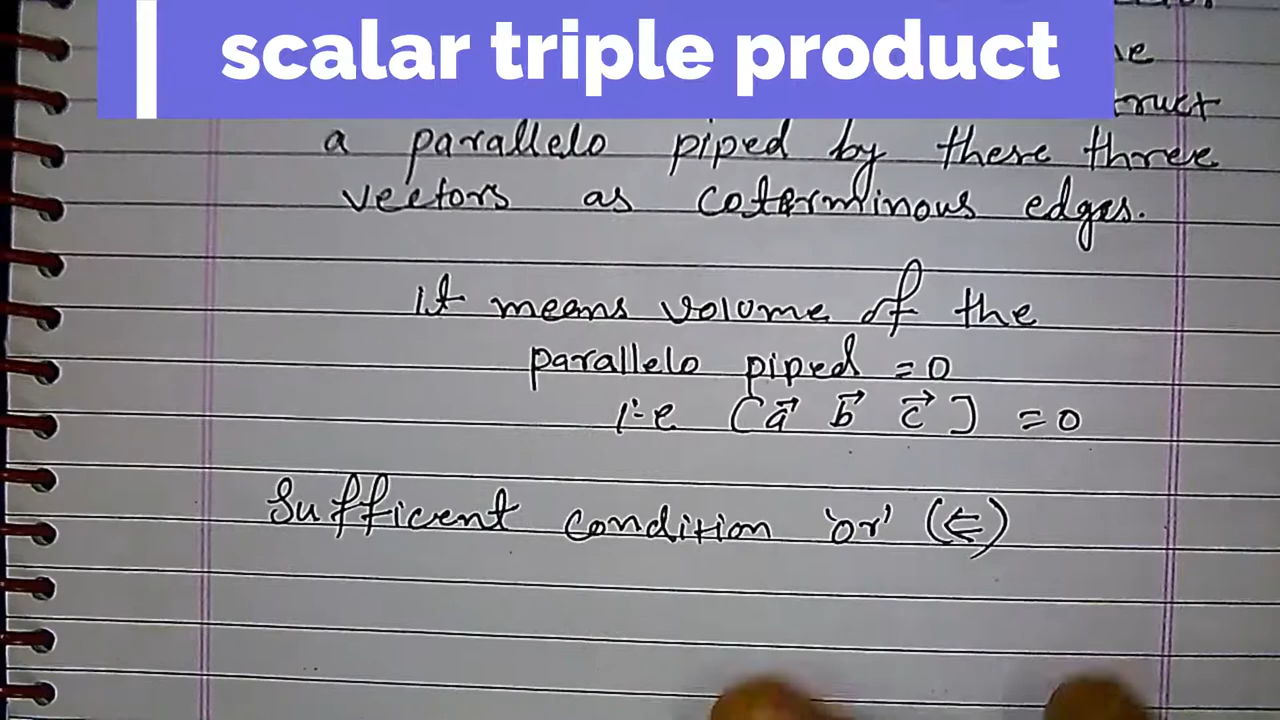 scalar triple product
a parallelo piped by these three
vectors as coterminous edges.
it means volume of the
parallelo piped = 0
i.e [a⃗ b⃗ c⃗] = 0
Sufficient condition 'or' (⇐)